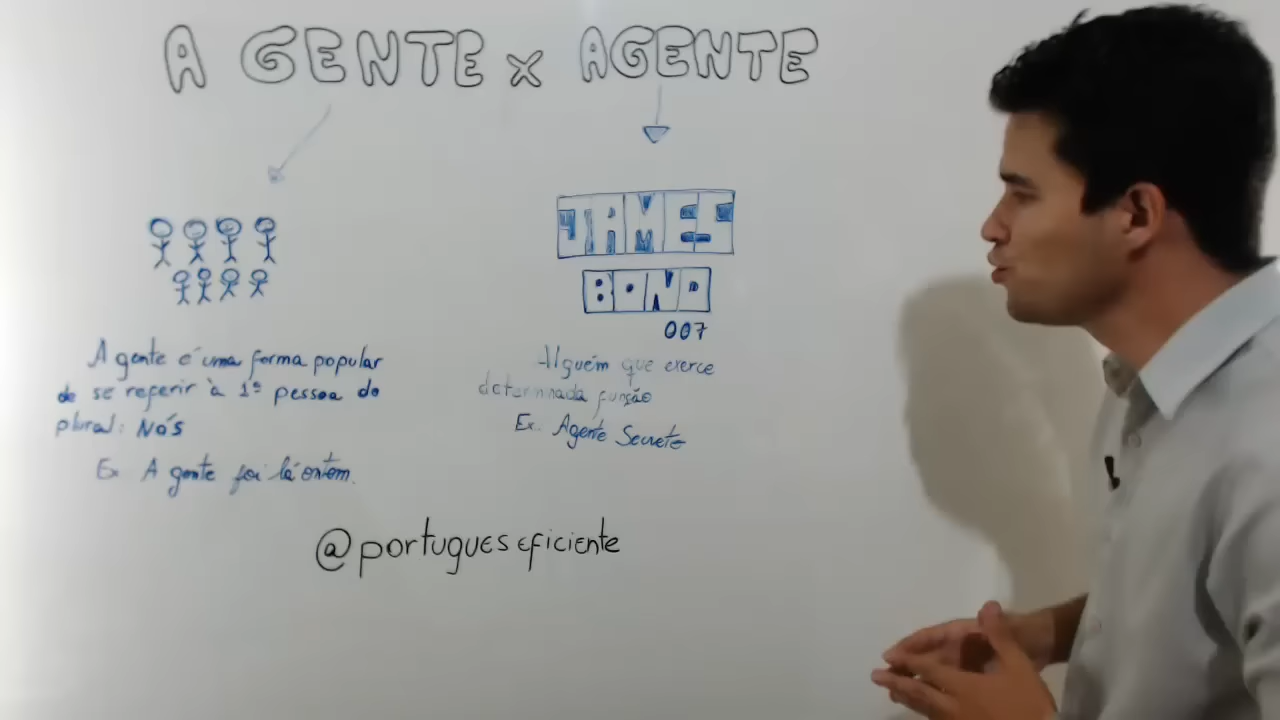 A GENTE x AGENTE
JAMES
BOND
007
A gente é uma forma popular
de se referir à 1ª pessoa do
plural: Nós
Ex A gente foi lá ontem.
Alguém que exerce
determinada função
Ex. Agente Secreto
@portugueseficiente